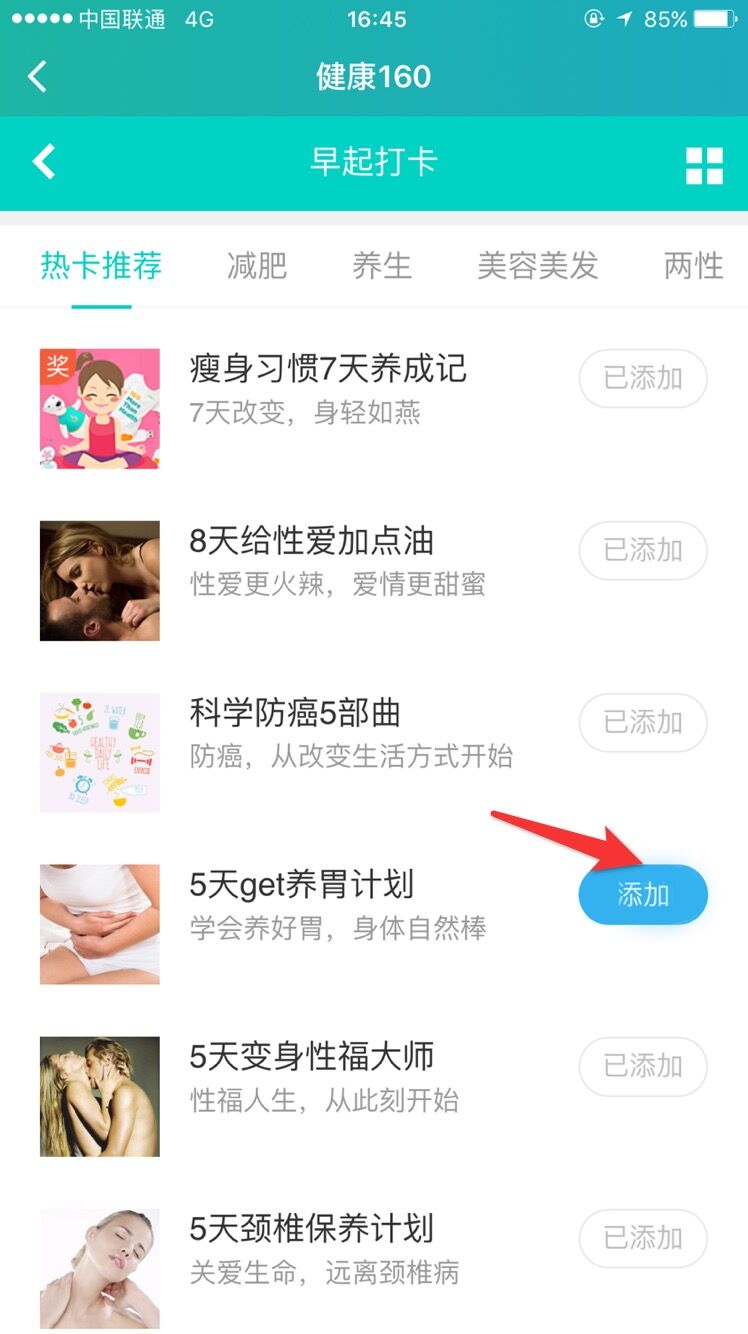 中国联通 4G 16:45 85%
健康160
早起打卡
热卡推荐 减肥 养生 美容美发 两性
奖
瘦身习惯7天养成记
已添加
7天改变，身轻如燕
8天给性爱加点油
已添加
性爱更火辣，爱情更甜蜜
科学防癌5部曲
已添加
防癌，从改变生活方式开始
HEALTHY
DAILY
LIFE
5天get养胃计划
添加
学会养好胃，身体自然棒
5天变身性福大师
已添加
性福人生，从此刻开始
5天颈椎保养计划
已添加
关爱生命，远离颈椎病